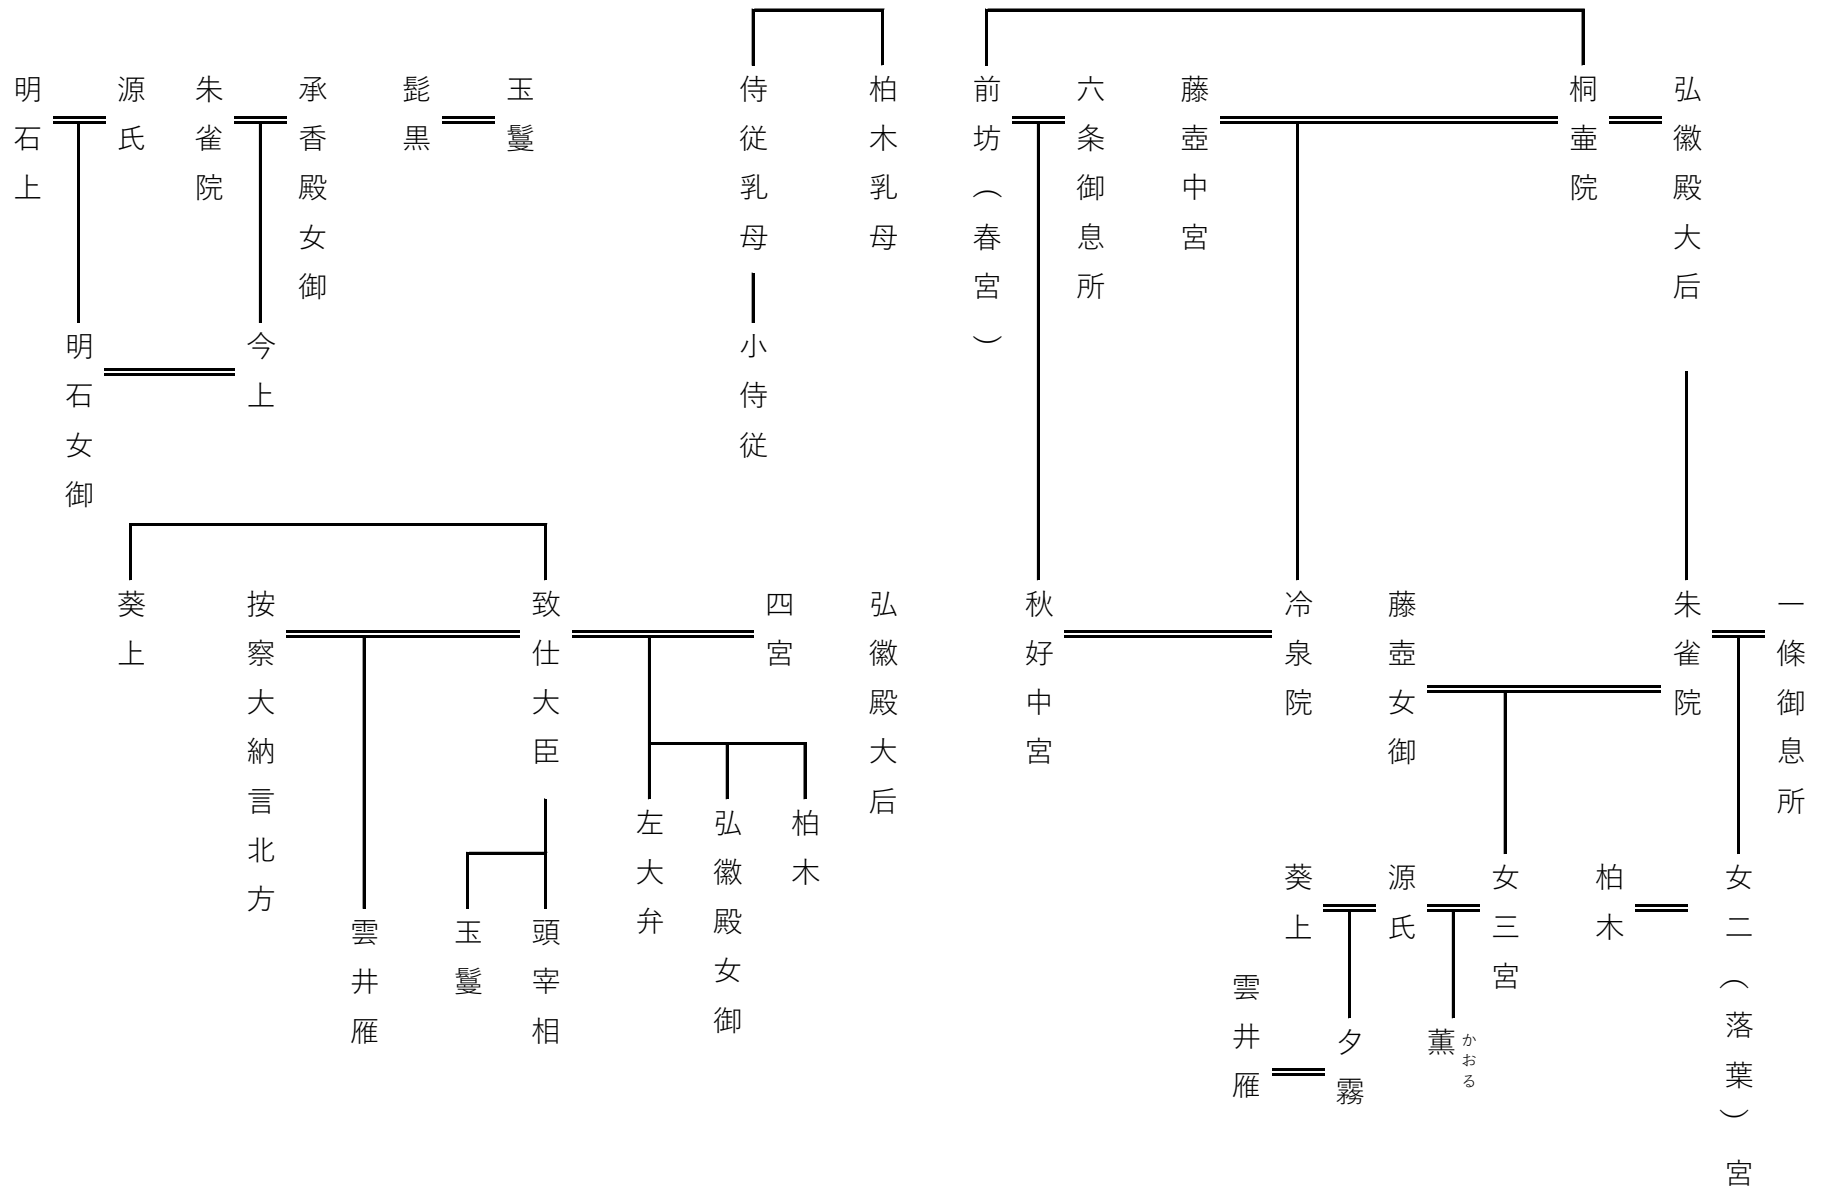 弘徽殿大后
桐壷院
藤壺中宮
六条御息所
前坊（春宮）
柏木乳母
侍従乳母
玉鬘
髭黒
承香殿女御
朱雀院
源氏
明石上
小侍従
今上
明石女御
一條御息所
朱雀院
藤壺女御
冷泉院
秋好中宮
弘徽殿大后
四宮
致仕大臣
按察大納言北方
葵上
柏木
弘徽殿女御
左大弁
女二（落葉）宮
柏木
女三宮
源氏
葵上
頭宰相
玉鬘
雲井雁
雲井雁
夕霧
薫
かおる